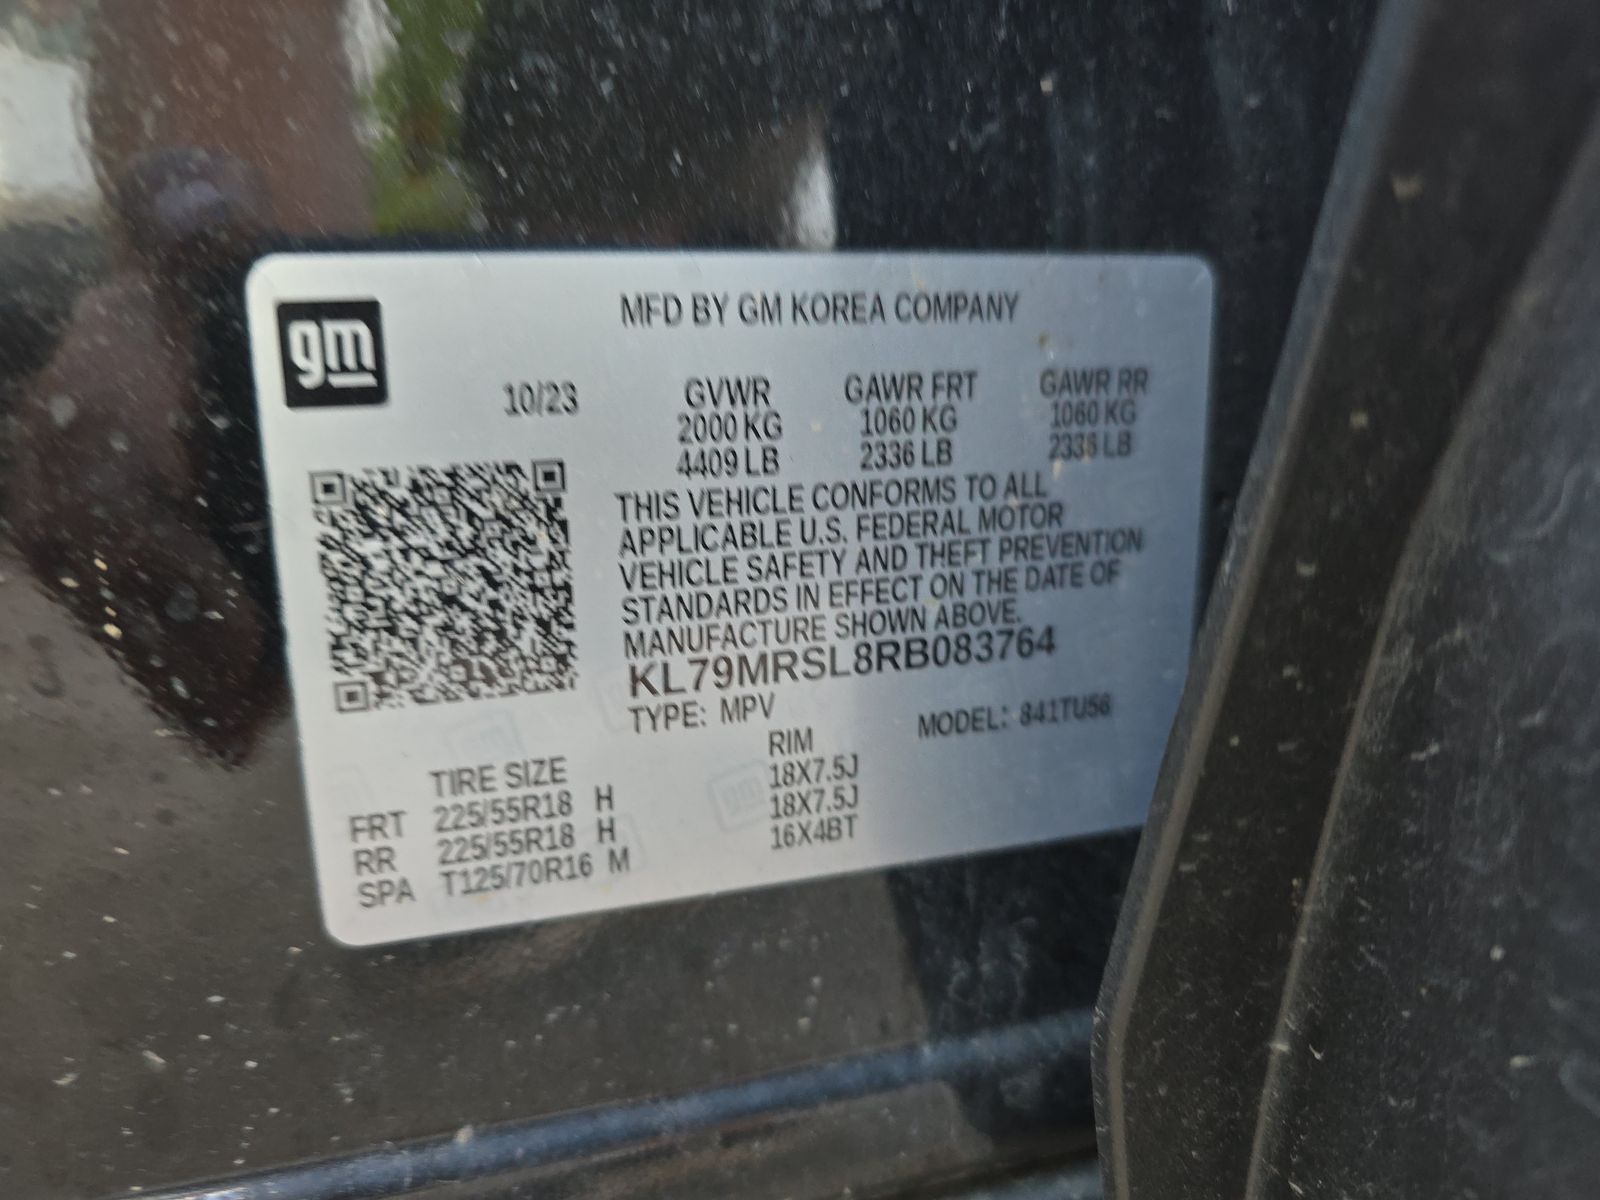 gm
MFD BY GM KOREA COMPANY
10/23 GVWR GAWR FRT GAWR RR
2000 KG 1060 KG 1060 KG
4409 LB 2336 LB 2336 LB
THIS VEHICLE CONFORMS TO ALL
APPLICABLE U.S. FEDERAL MOTOR
VEHICLE SAFETY AND THEFT PREVENTION
STANDARDS IN EFFECT ON THE DATE OF
MANUFACTURE SHOWN ABOVE.
KL79MRSL8RB083764
TYPE: MPV MODEL: 841TU56
TIRE SIZE RIM
FRT 225/55R18 H 18X7.5J
RR 225/55R18 H 18X7.5J
SPA T125/70R16 M 16X4BT
gm